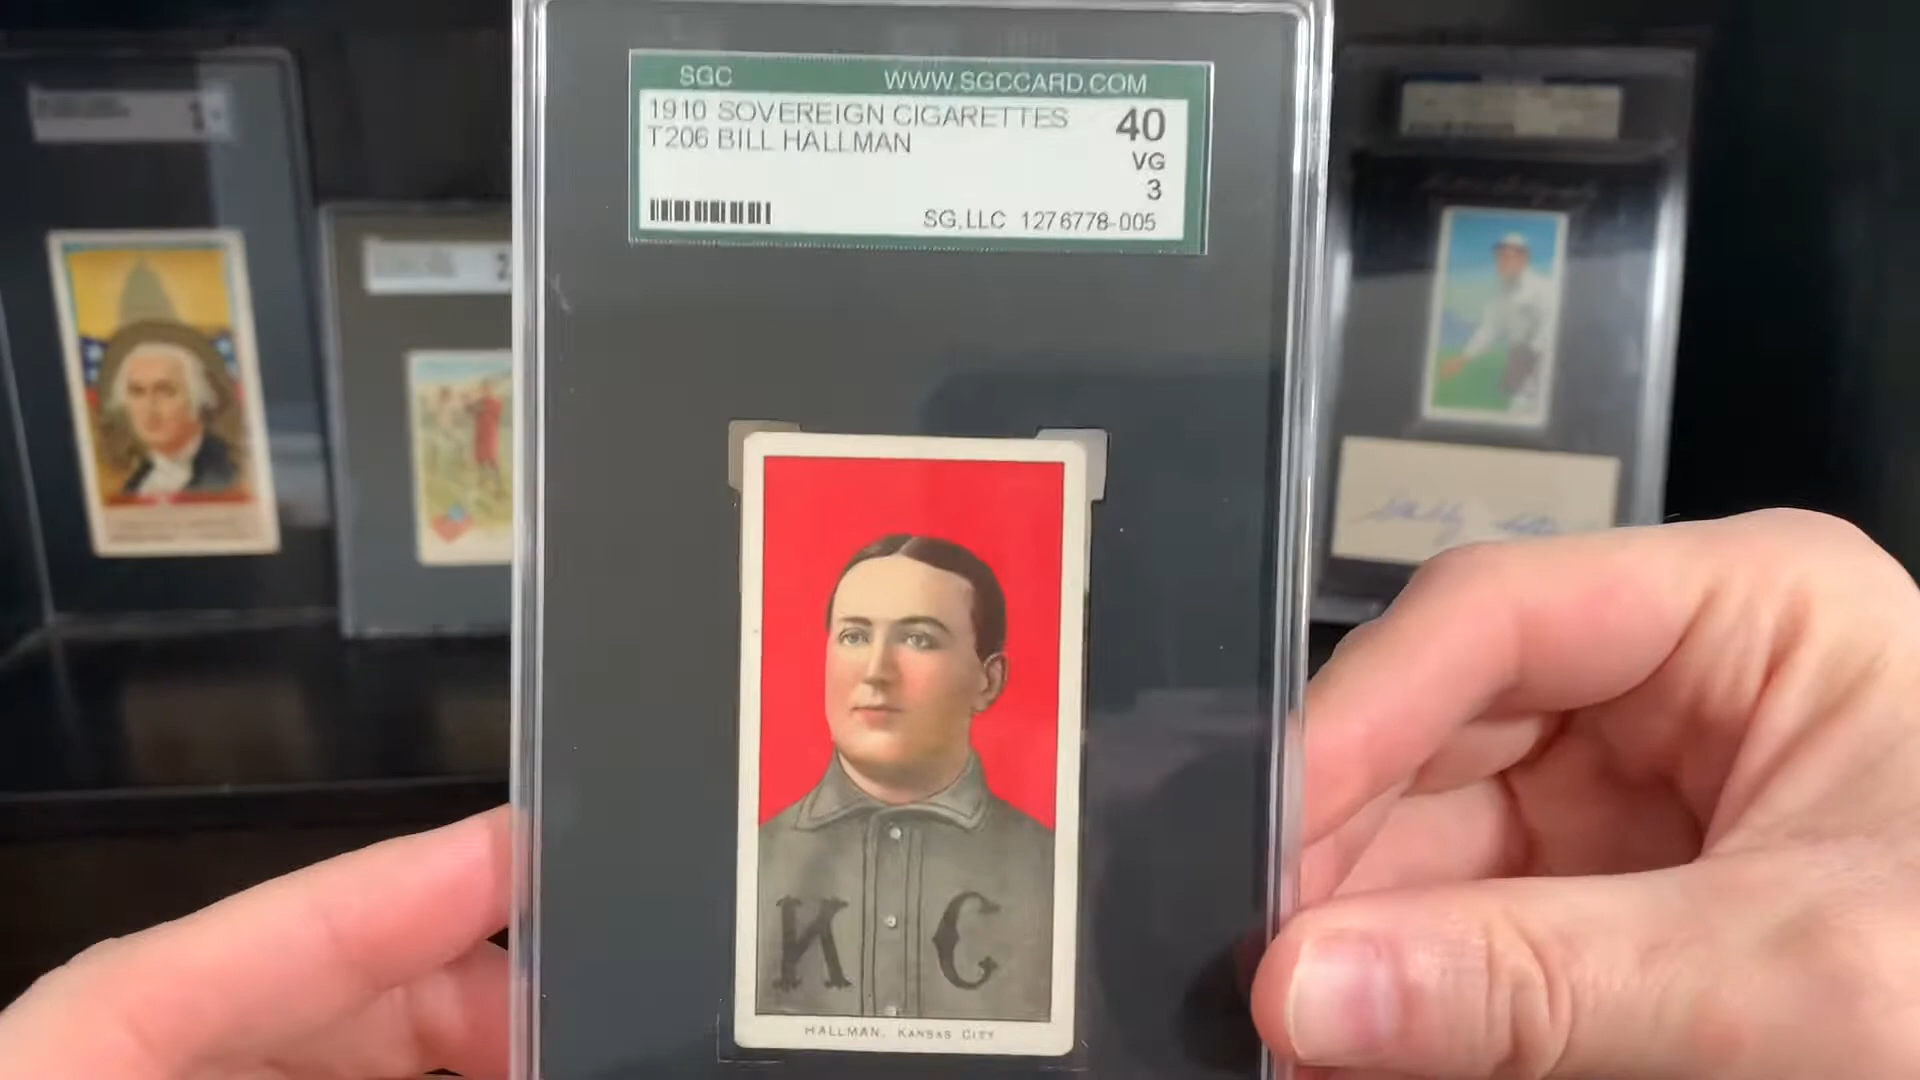 SGC WWW.SGCCARD.COM
1910 SOVEREIGN CIGARETTES 40
T206 BILL HALLMAN VG
3
SG,LLC 1276778-005
K C
HALLMAN, KANSAS CITY